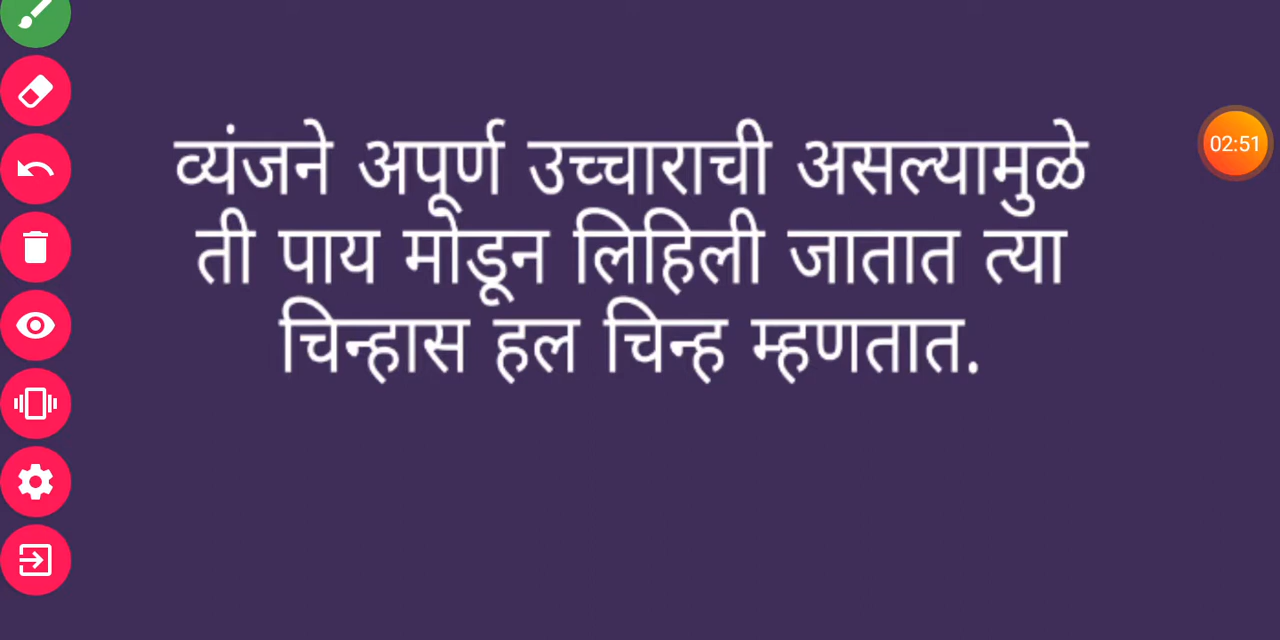 व्यंजने अपूर्ण उच्चाराची असल्यामुळे
ती पाय मोडून लिहिली जातात त्या
चिन्हास हल चिन्ह म्हणतात.
02:51